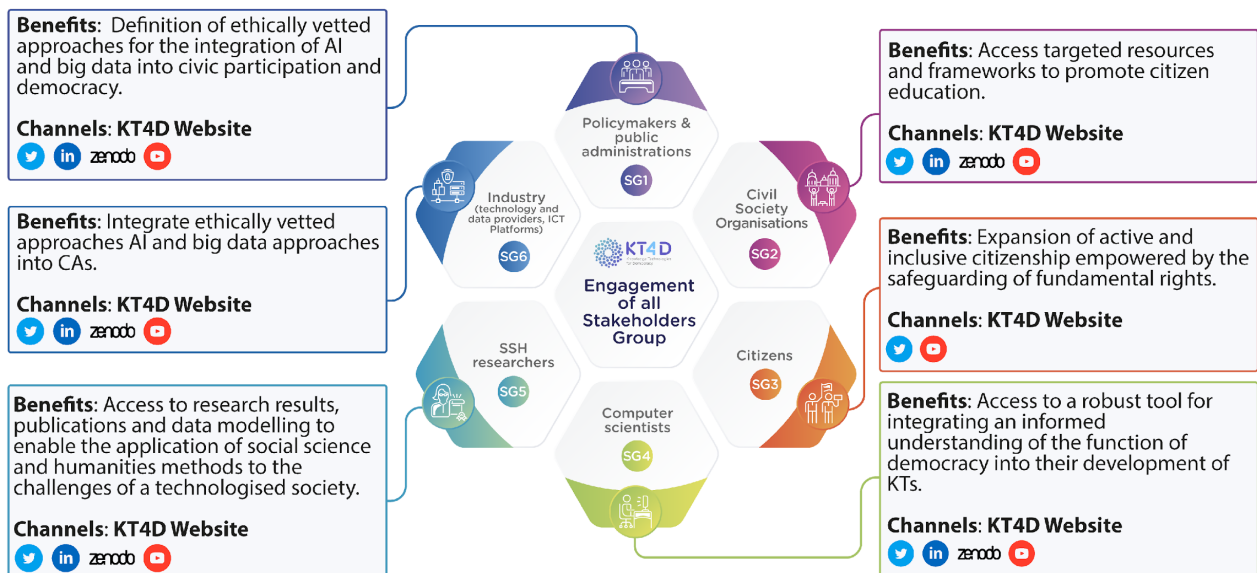 Benefits: Definition of ethically vetted
approaches for the integration of AI
and big data into civic participation and
democracy.
Channels: KT4D Website
zenodo
Benefits: Integrate ethically vetted
approaches AI and big data approaches
into CAs.
Channels: KT4D Website
zenodo
Benefits: Access to research results,
publications and data modelling to
enable the application of social science
and humanities methods to the
challenges of a technologised society.
Channels: KT4D Website
zenodo
Policymakers &
public
administrations
SG1
Industry
(technology and
data providers, ICT
Platforms)
SG6
Civil
Society
Organisations
SG2
KT4D
Engagement
of all
Stakeholders
Group
SSH
researchers
SG5
Citizens
SG3
Computer
scientists
SG4
Benefits: Access targeted resources
and frameworks to promote citizen
education.
Channels: KT4D Website
zenodo
Benefits: Expansion of active and
inclusive citizenship empowered by the
safeguarding of fundamental rights.
Channels: KT4D Website
Benefits: Access to a robust tool for
integrating an informed
understanding of the function of
democracy into their development of
KTs.
Channels: KT4D Website
zenodo